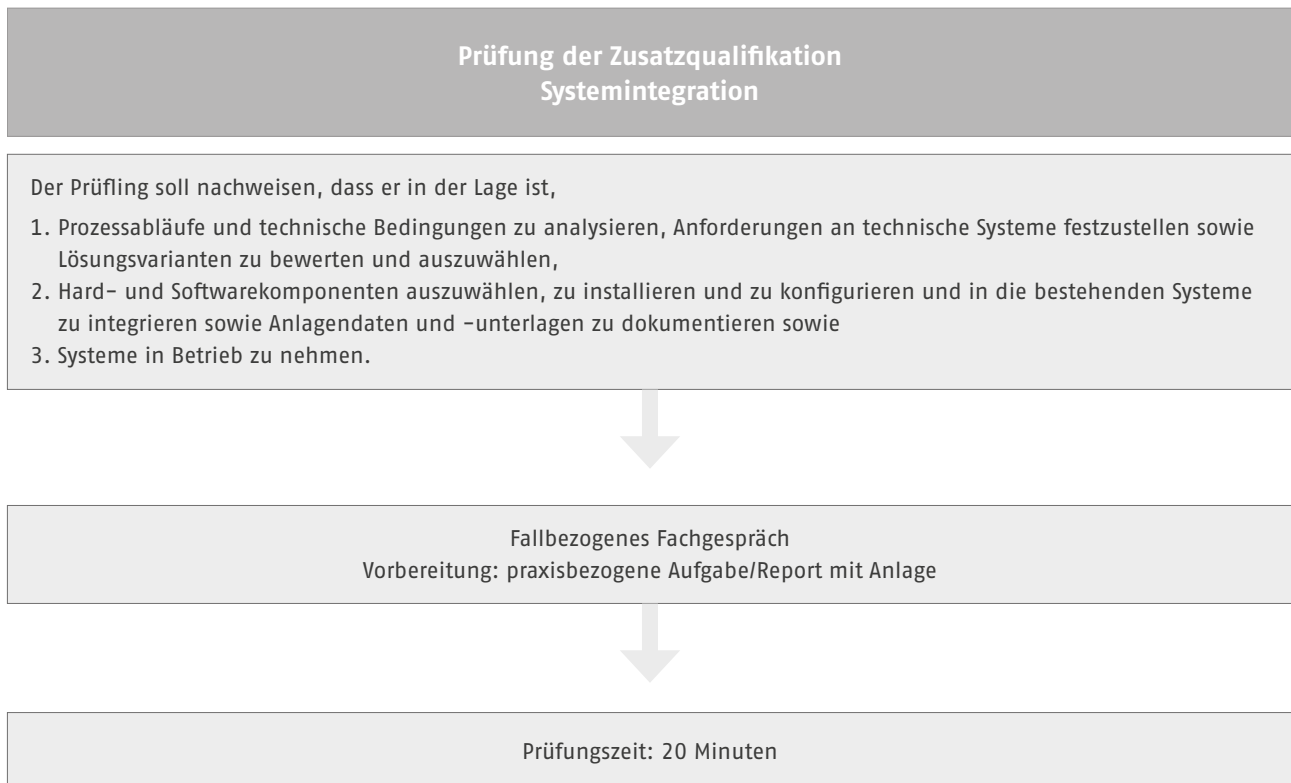 Prüfung der Zusatzqualifikation
Systemintegration
Der Prüfling soll nachweisen, dass er in der Lage ist,
1. Prozessabläufe und technische Bedingungen zu analysieren, Anforderungen an technische Systeme festzustellen sowie
Lösungsvarianten zu bewerten und auszuwählen,
2. Hard- und Softwarekomponenten auszuwählen, zu installieren und zu konfigurieren und in die bestehenden Systeme
zu integrieren sowie Anlagendaten und -unterlagen zu dokumentieren sowie
3. Systeme in Betrieb zu nehmen.
Fallbezogenes Fachgespräch
Vorbereitung: praxisbezogene Aufgabe/Report mit Anlage
Prüfungszeit: 20 Minuten